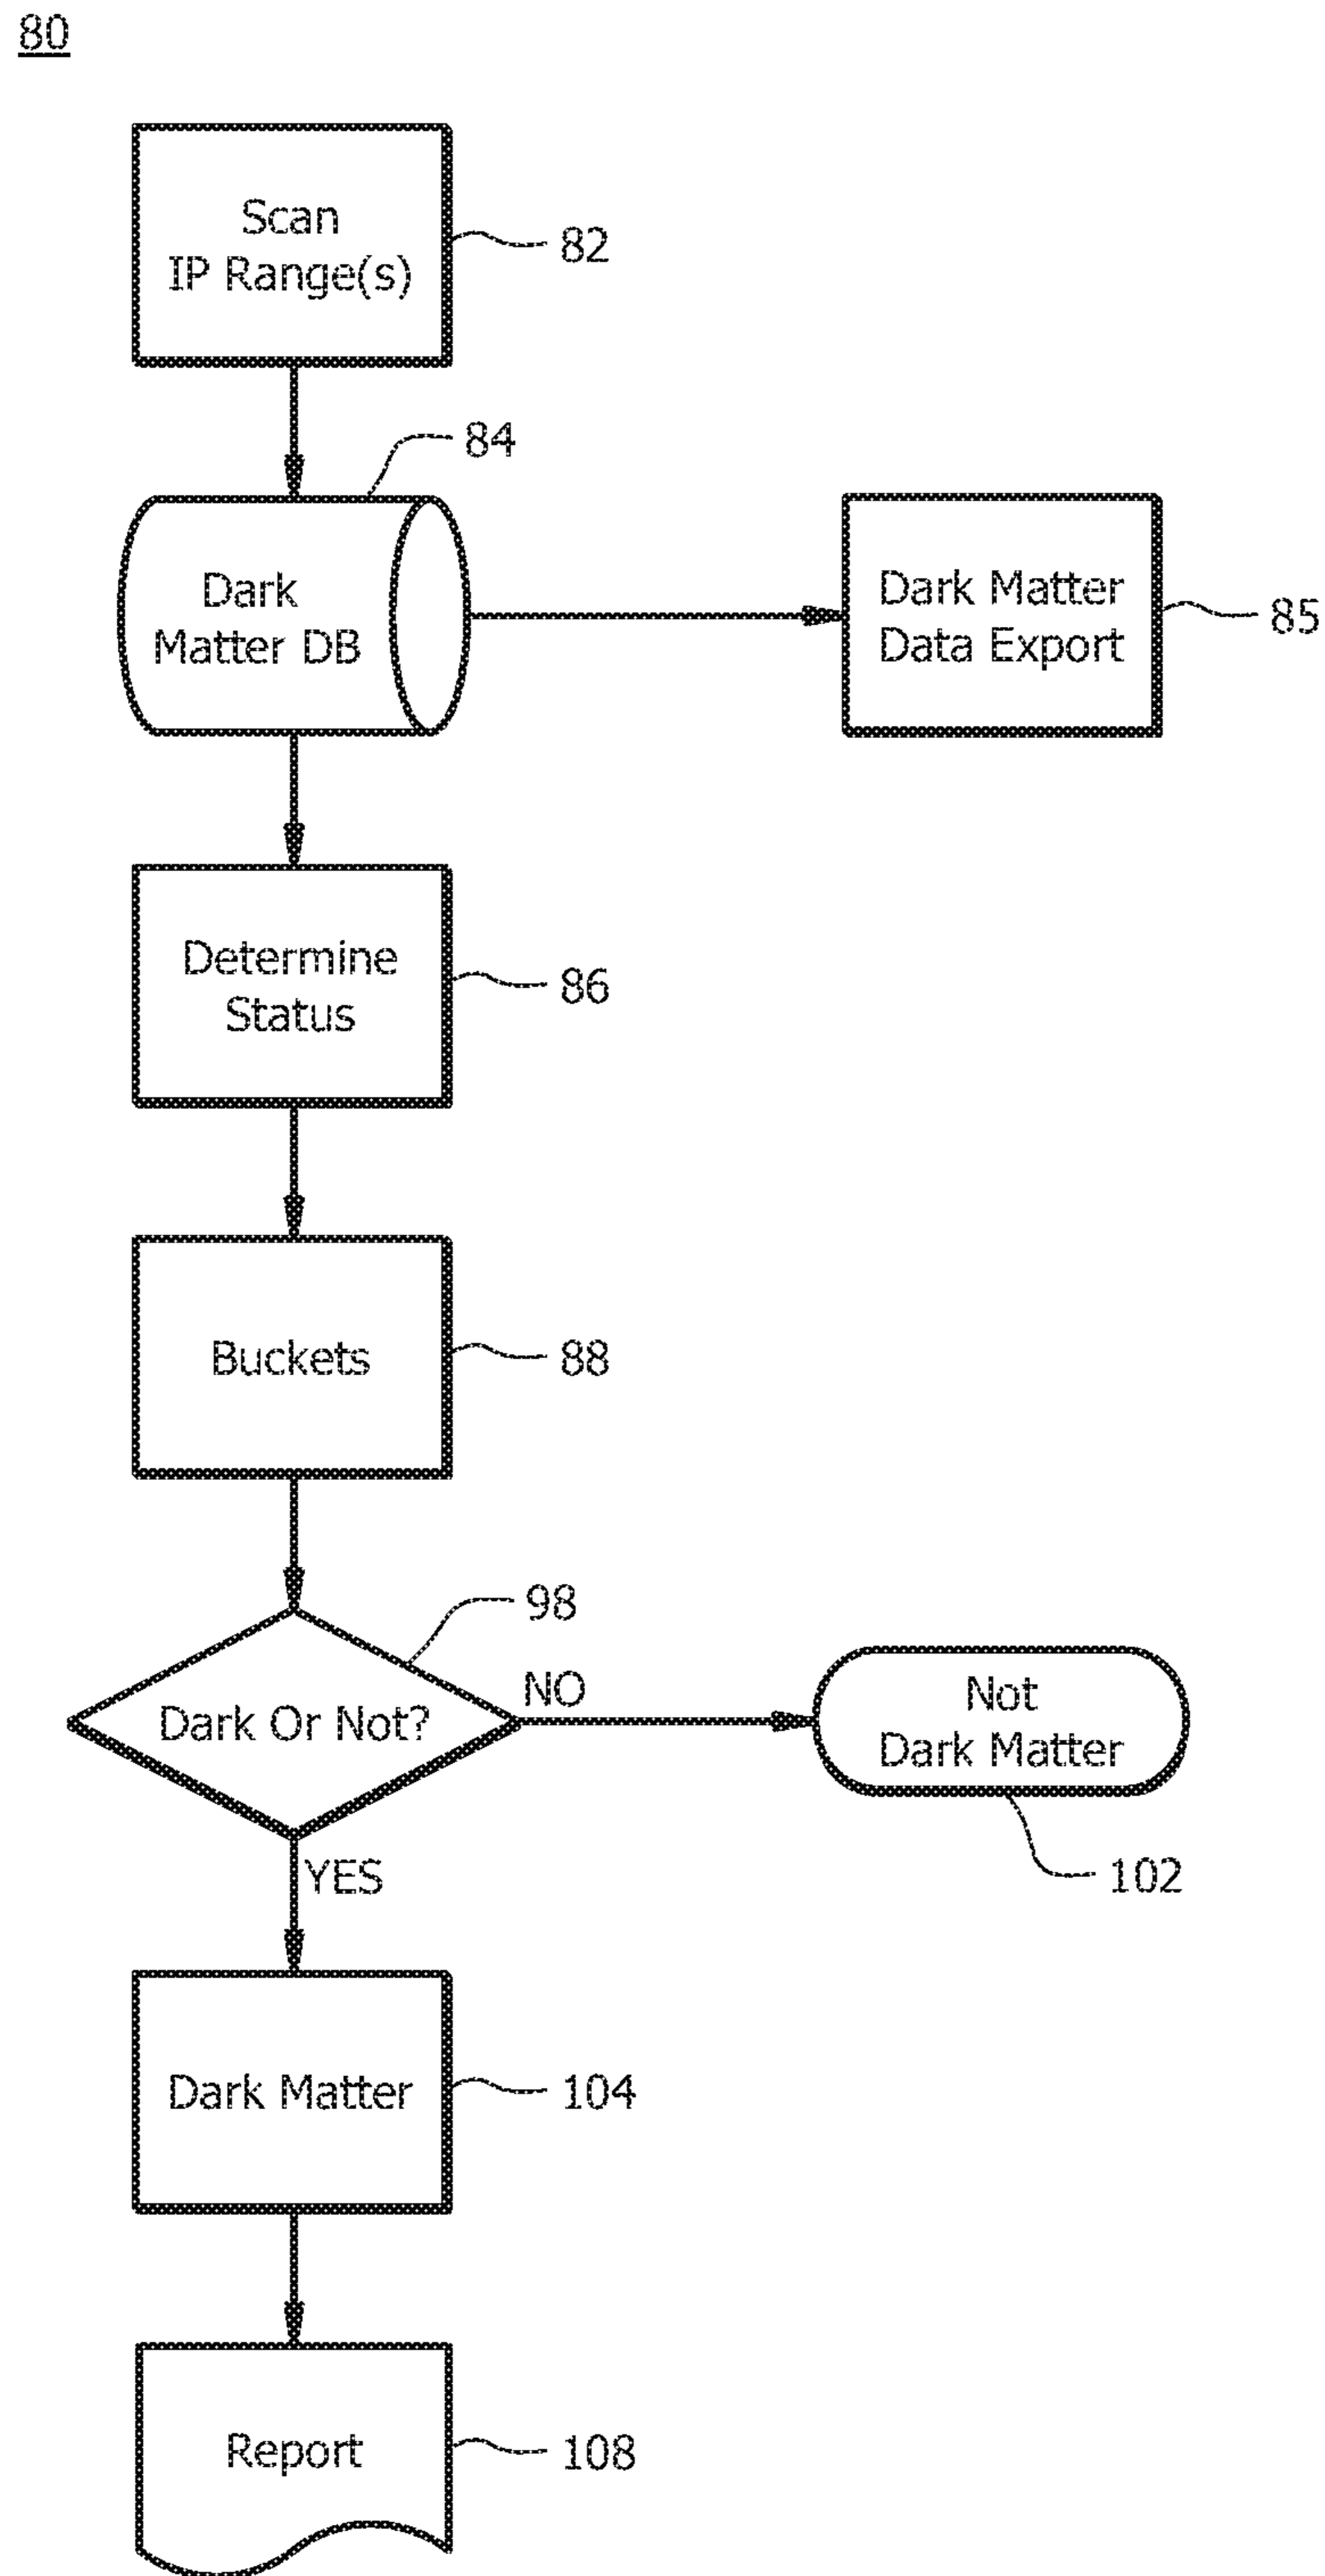 80
Scan
IP Range(s)
82
84
Dark
Matter DB
Dark Matter
Data Export
85
Determine
Status
86
Buckets
88
98
Dark Or Not?
NO
Not
Dark Matter
102
YES
Dark Matter
104
Report
108